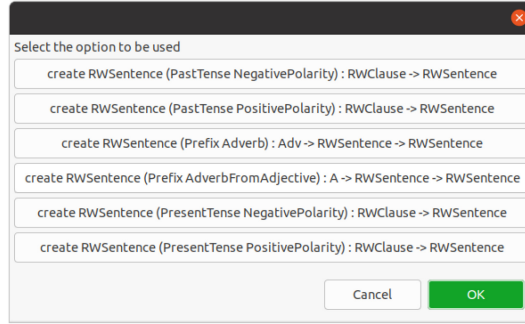 Select the option to be used
create RWSentence (PastTense NegativePolarity) : RWClause -> RWSentence
create RWSentence (PastTense PositivePolarity) : RWClause -> RWSentence
create RWSentence (Prefix Adverb) : Adv -> RWSentence -> RWSentence
create RWSentence (Prefix AdverbFromAdjective) : A -> RWSentence -> RWSentence
create RWSentence (PresentTense NegativePolarity) : RWClause -> RWSentence
create RWSentence (PresentTense PositivePolarity) : RWClause -> RWSentence
Cancel OK